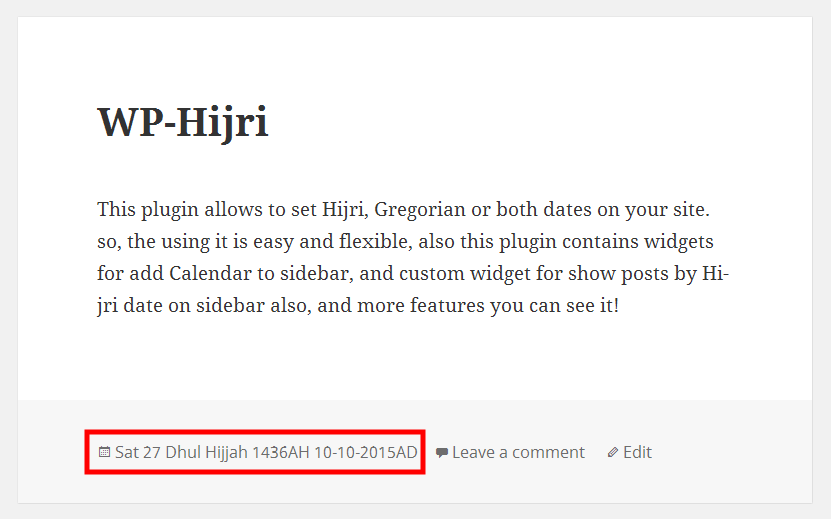 WP-Hijri
This plugin allows to set Hijri, Gregorian or both dates on your site.
so, the using it is easy and flexible, also this plugin contains widgets
for add Calendar to sidebar, and custom widget for show posts by Hi-
jri date on sidebar also, and more features you can see it!
Sat 27 Dhul Hijjah 1436AH 10-10-2015AD Leave a comment Edit